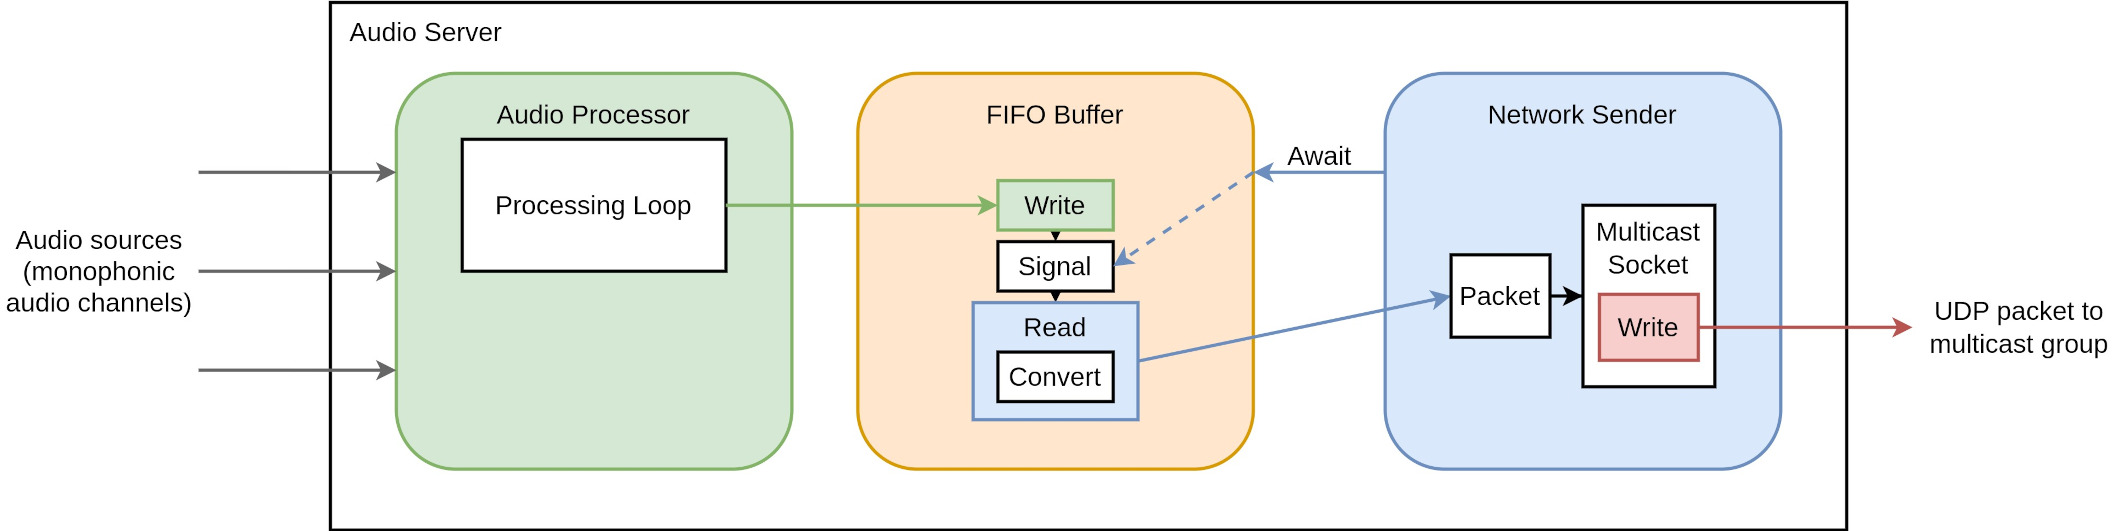 Audio Server
Audio sources
(monophonic
audio channels)
Audio Processor
Processing Loop
FIFO Buffer
Write
Signal
Read
Convert
Await
Network Sender
Packet
Multicast
Socket
Write
UDP packet to
multicast group